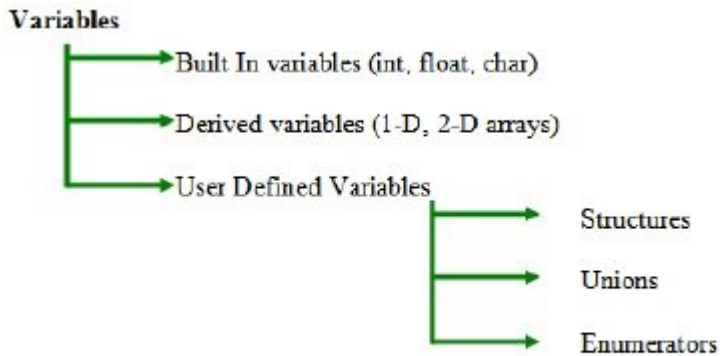 Variables
Built In variables (int, float, char)
Derived variables (1-D, 2-D arrays)
User Defined Variables
Structures
Unions
Enumerators